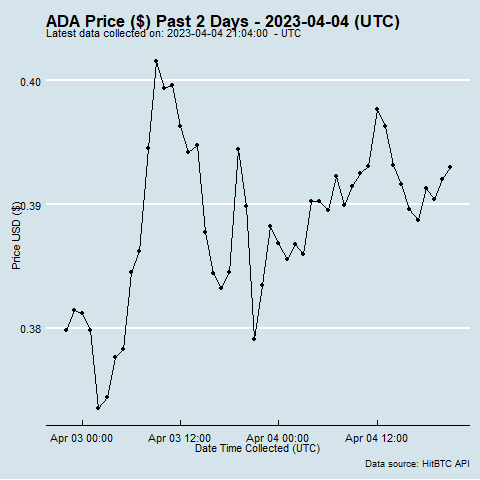 ADA Price ($) Past 2 Days - 2023-04-04 (UTC)
Latest data collected on: 2023-04-04 21:04:00 - UTC
0.40
0.39
0.38
Price USD ($)
Apr 03 00:00
Apr 03 12:00
Apr 04 00:00
Apr 04 12:00
Date Time Collected (UTC)
Data source: HitBTC API